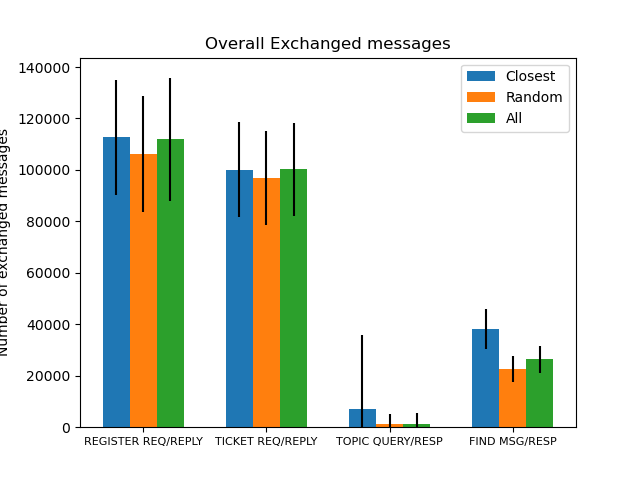 Overall Exchanged messages
Number of exchanged messages
140000
120000
100000
80000
60000
40000
20000
0
Closest
Random
All
REGISTER REQ/REPLY
TICKET REQ/REPLY
TOPIC QUERY/RESP
FIND MSG/RESP